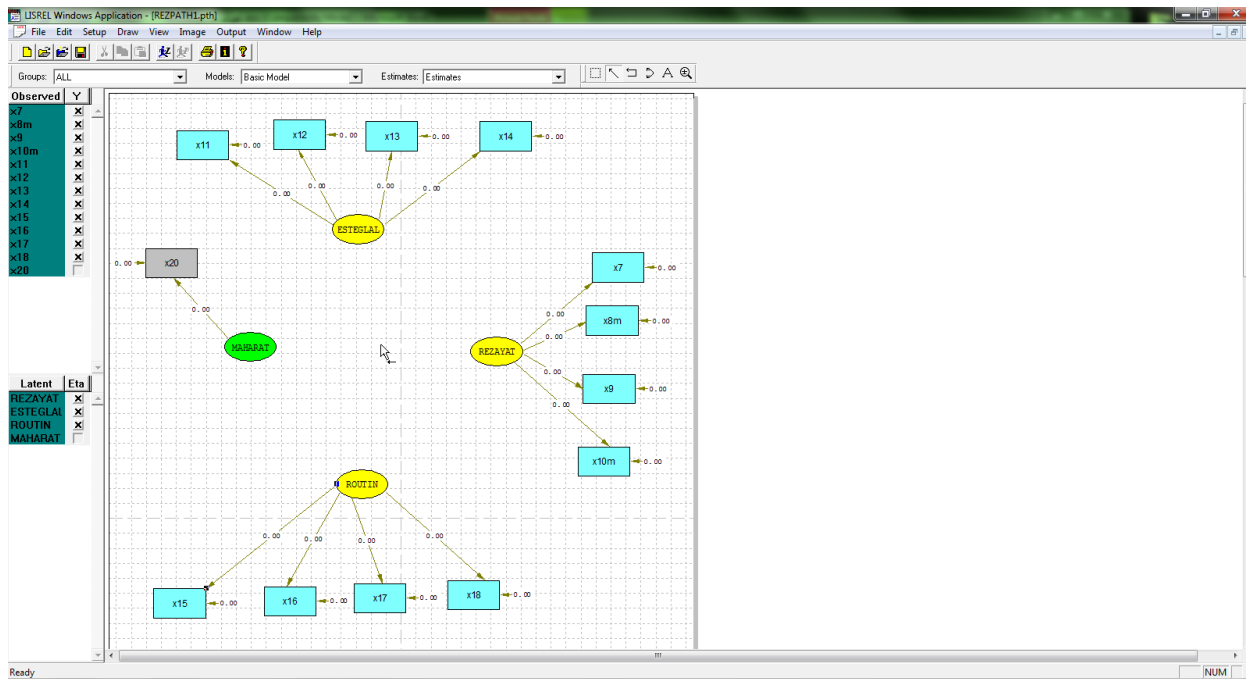 LISREL Windows Application - [REZPATH1.pth]
File Edit Setup Draw View Image Output Window Help
Groups: ALL Models: Basic Model Estimates: Estimates
Observed Y
x7
x8m
x9
x10m
x11
x12
x13
x14
x15
x16
x17
x18
x20
Latent Eta
REZAYAT
ESTEGLAL
ROUTIN
MAHARAT
x11 0.00 x12 0.00 x13 0.00 x14 0.00
0.00 0.00 0.00 0.00
ESTEGLAL
0.00 x20
0.00
MAHARAT
x7 0.00
0.00
x8m 0.00
0.00
REZAYAT
0.00
x9 0.00
0.00
x10m 0.00
ROUTIN
0.00 0.00 0.00 0.00
x15 0.00 x16 0.00 x17 0.00 x18 0.00
Ready NUM